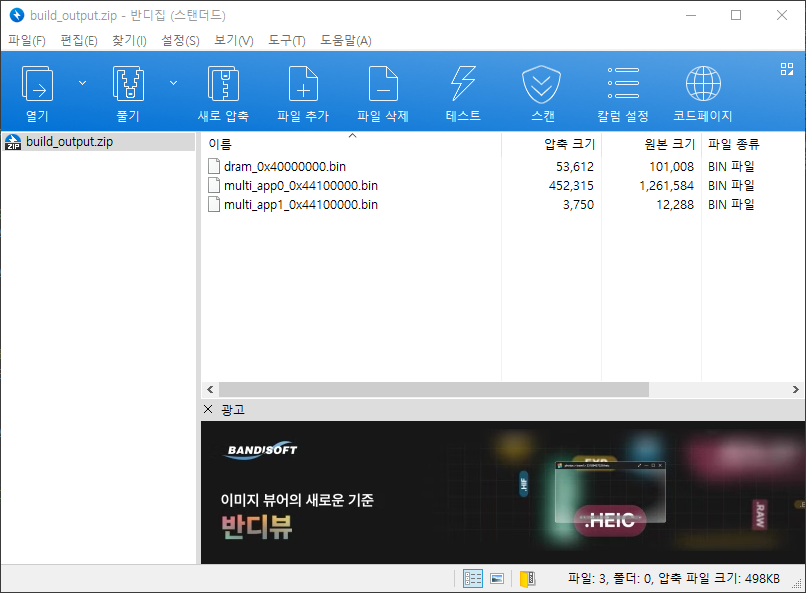 build_output.zip - 반디집 (스탠더드)
파일(F) 편집(E) 찾기(I) 설정(S) 보기(V) 도구(T) 도움말(A)
열기 풀기 새로 압축 파일 추가 파일 삭제 테스트 스캔 칼럼 설정 코드페이지
ZIP build_output.zip
이름 압축 크기 원본 크기 파일 종류
dram_0x40000000.bin 53,612 101,008 BIN 파일
multi_app0_0x44100000.bin 452,315 1,261,584 BIN 파일
multi_app1_0x44100000.bin 3,750 12,288 BIN 파일
광고
BANDISOFT
이미지 뷰어의 새로운 기준
반디뷰
.HEIC
.RAW
파일: 3, 폴더: 0, 압축 파일 크기: 498KB